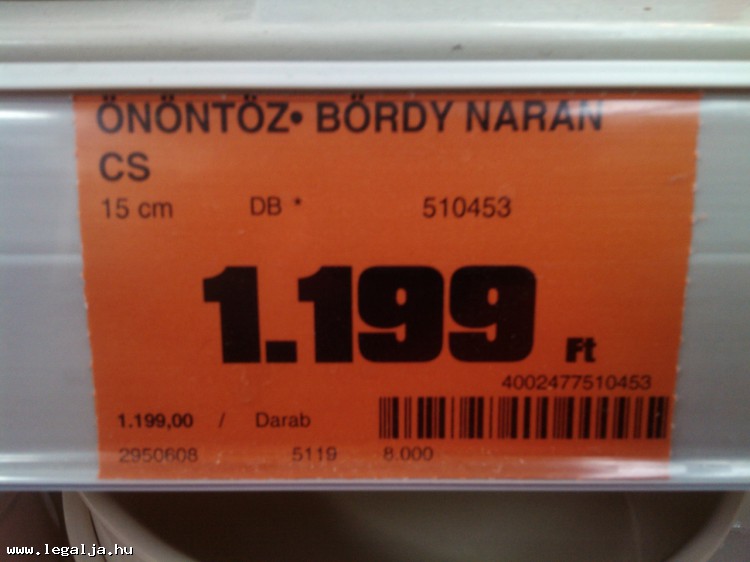 ÖNÖNTÖZ• BÖRDY NARAN
CS
15 cm DB * 510453
1.199 Ft
4002477510453
1.199,00 / Darab
2950608 5119 8.000
www.legalja.hu